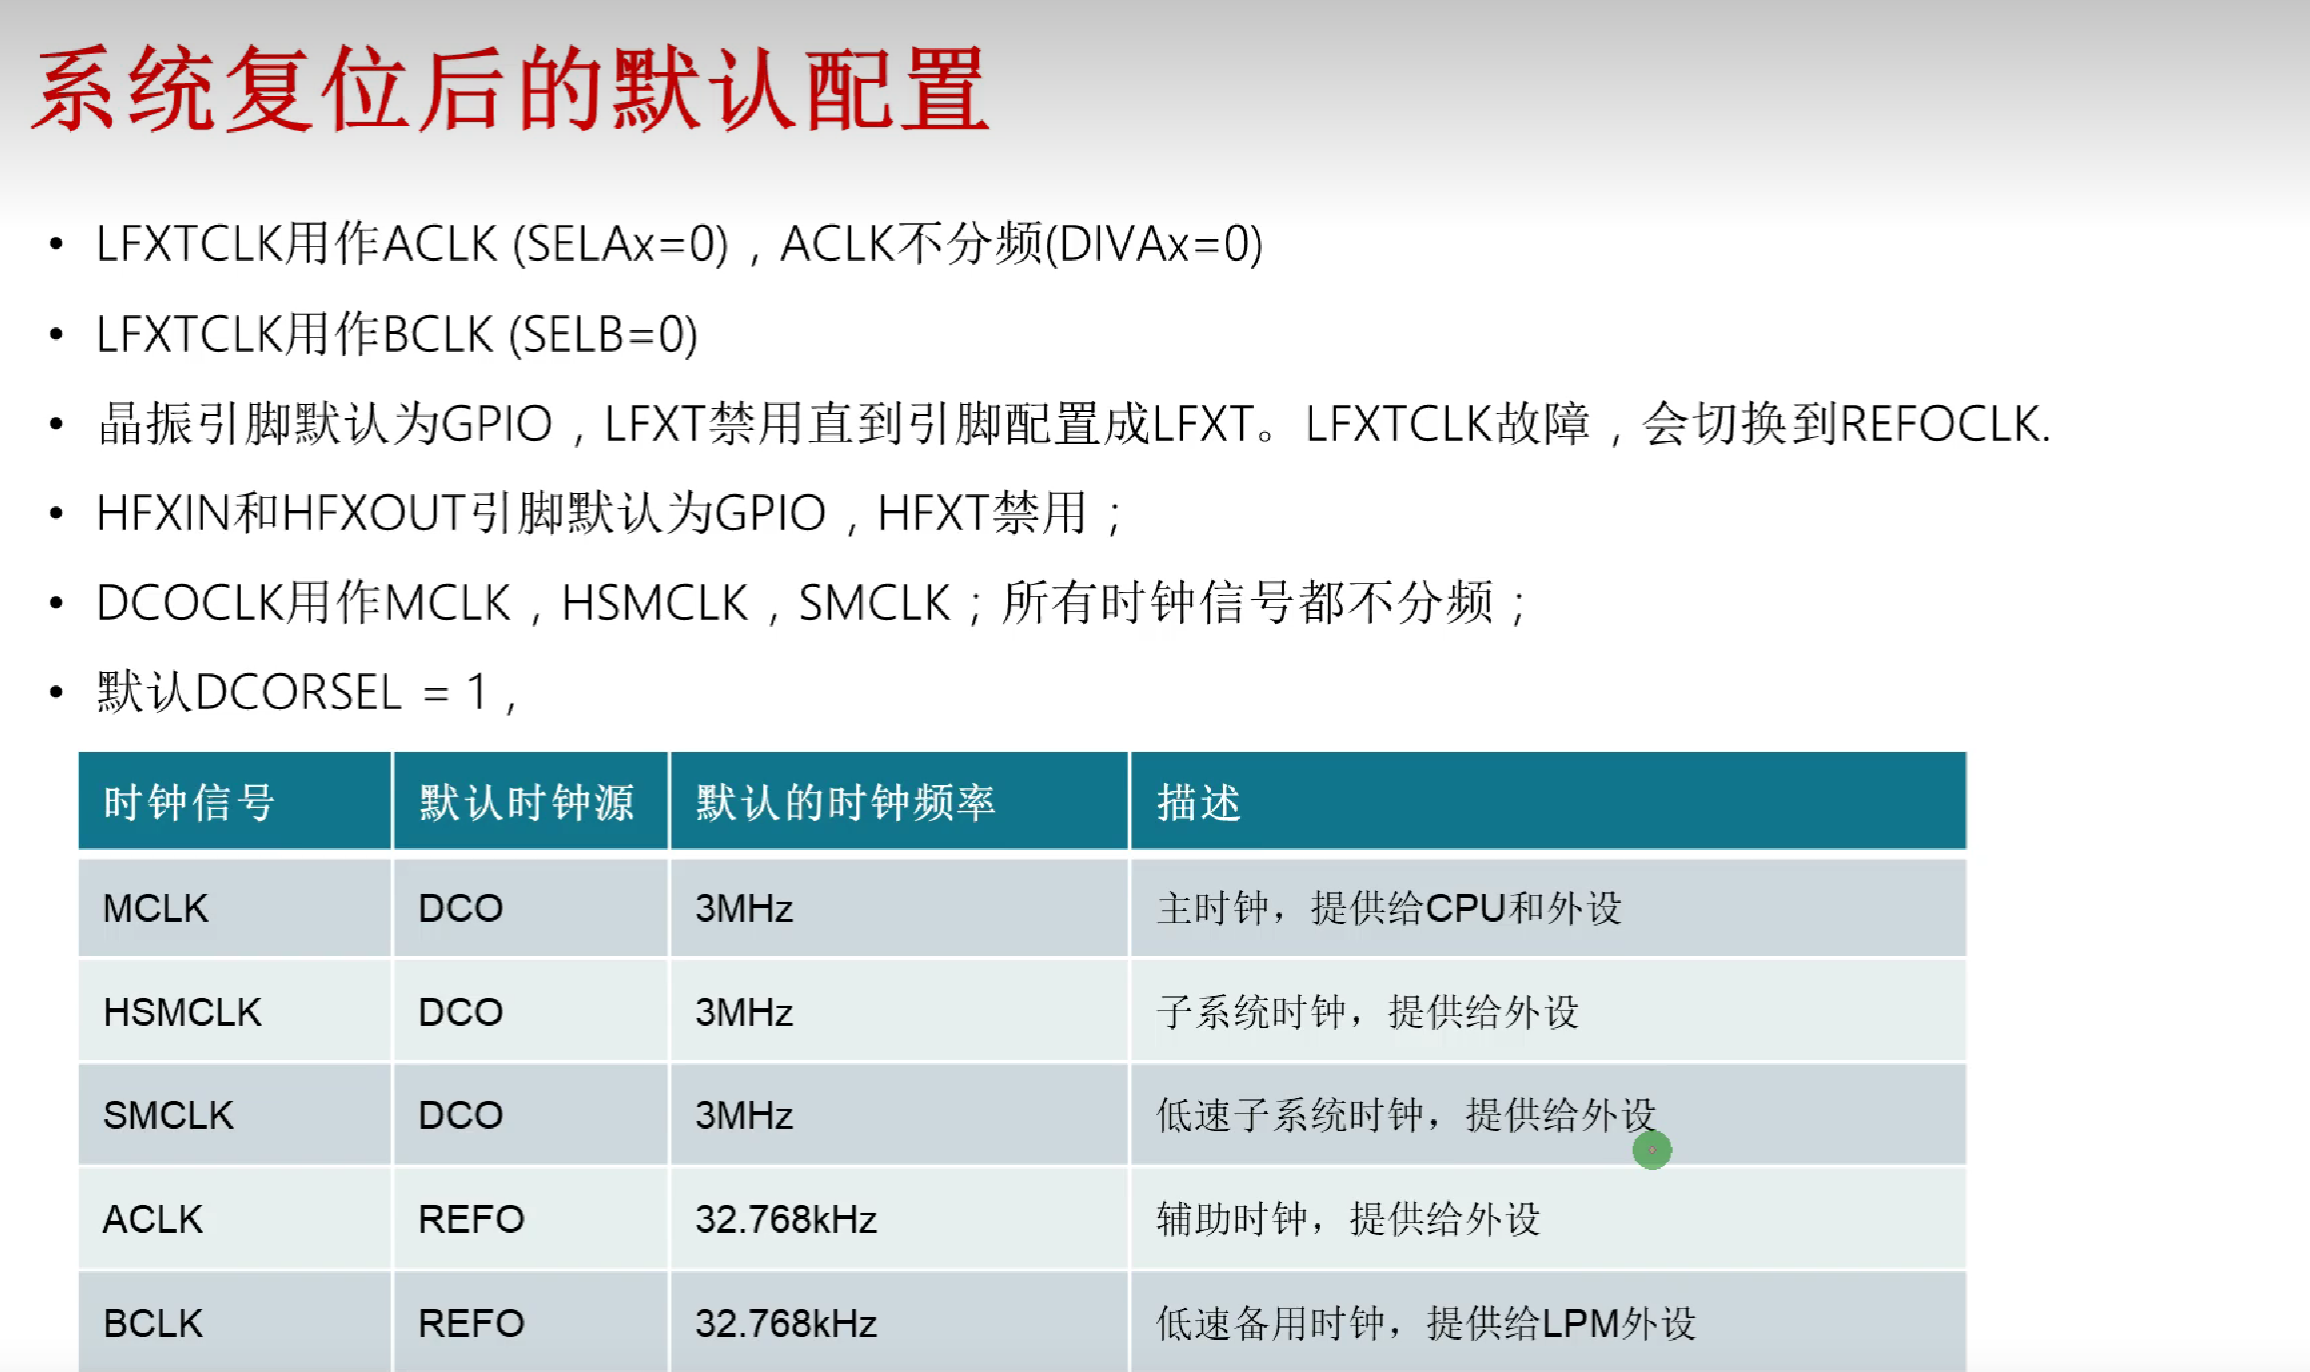 系统复位后的默认配置
• LFXTCLK用作ACLK (SELAx=0)，ACLK不分频(DIVAx=0)
• LFXTCLK用作BCLK (SELB=0)
• 晶振引脚默认为GPIO，LFXT禁用直到引脚配置成LFXT。LFXTCLK故障，会切换到REFOCLK.
• HFXIN和HFXOUT引脚默认为GPIO，HFXT禁用；
• DCOCLK用作MCLK，HSMCLK，SMCLK；所有时钟信号都不分频；
• 默认DCORSEL = 1，
时钟信号 默认时钟源 默认的时钟频率 描述
MCLK DCO 3MHz 主时钟，提供给CPU和外设
HSMCLK DCO 3MHz 子系统时钟，提供给外设
SMCLK DCO 3MHz 低速子系统时钟，提供给外设
ACLK REFO 32.768kHz 辅助时钟，提供给外设
BCLK REFO 32.768kHz 低速备用时钟，提供给LPM外设